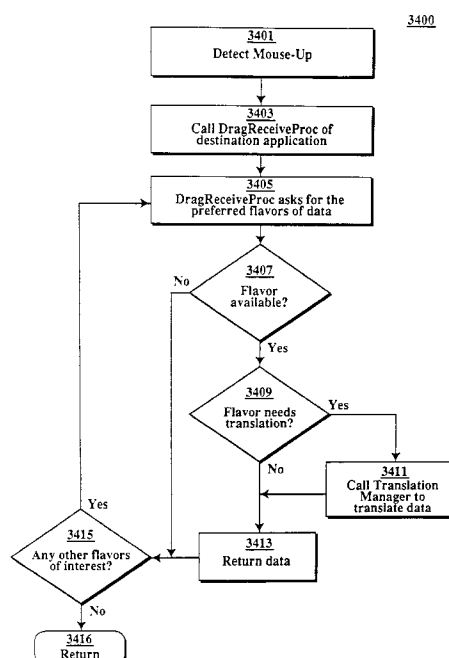 3400
3401
Detect Mouse-Up
3403
Call DragReceiveProc of
destination application
3405
DragReceiveProc asks for the
preferred flavors of data
No
3407
Flavor
available?
Yes
3409
Flavor needs
translation?
Yes
No
3411
Call Translation
Manager to
translate data
Yes
3413
Return data
3415
Any other flavors
of interest?
No
3416
Return